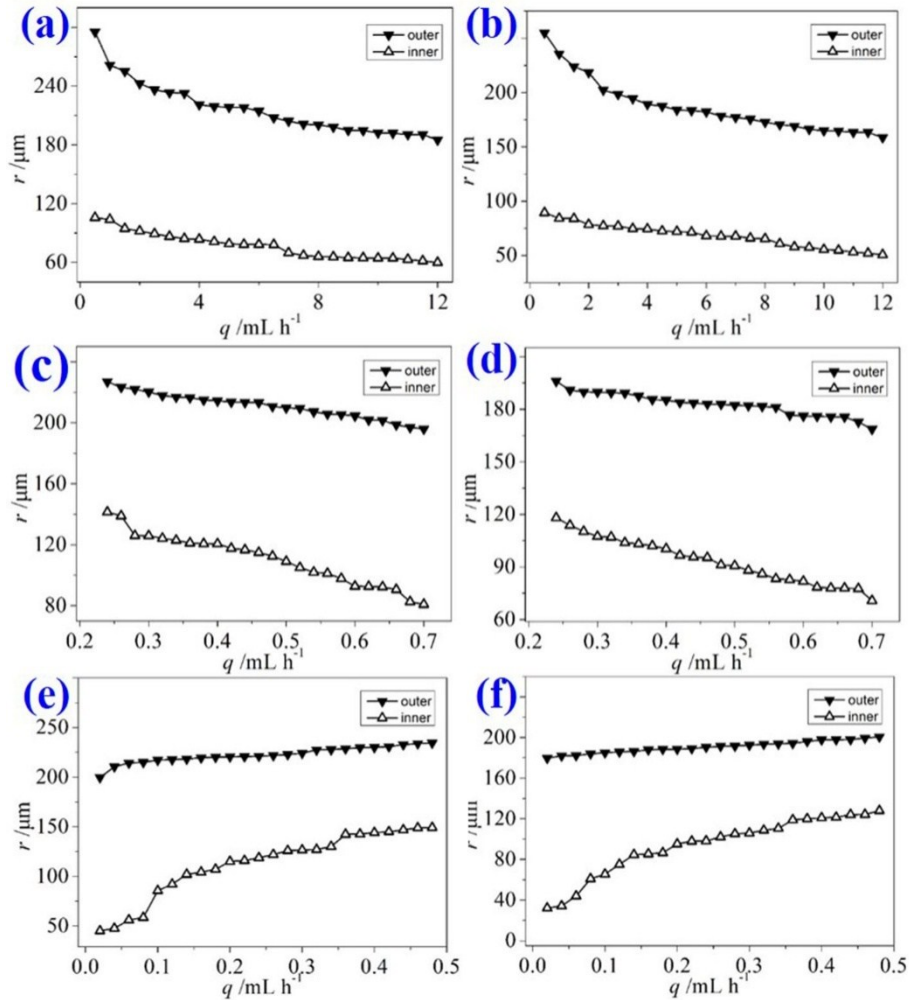 (a)
outer
inner
240
180
120
60
r /μm
0 4 8 12
q /mL h⁻¹
(b)
outer
inner
200
150
100
50
r /μm
0 2 4 6 8 10 12
q /mL h⁻¹
(c)
outer
inner
200
160
120
80
r /μm
0.2 0.3 0.4 0.5 0.6 0.7
q /mL h⁻¹
(d)
outer
inner
180
150
120
90
60
r /μm
0.2 0.3 0.4 0.5 0.6 0.7
q /mL h⁻¹
(e)
outer
inner
250
200
150
100
50
r /μm
0.0 0.1 0.2 0.3 0.4 0.5
q /mL h⁻¹
(f)
outer
inner
200
160
120
80
40
0
r /μm
0.0 0.1 0.2 0.3 0.4 0.5
q /mL h⁻¹